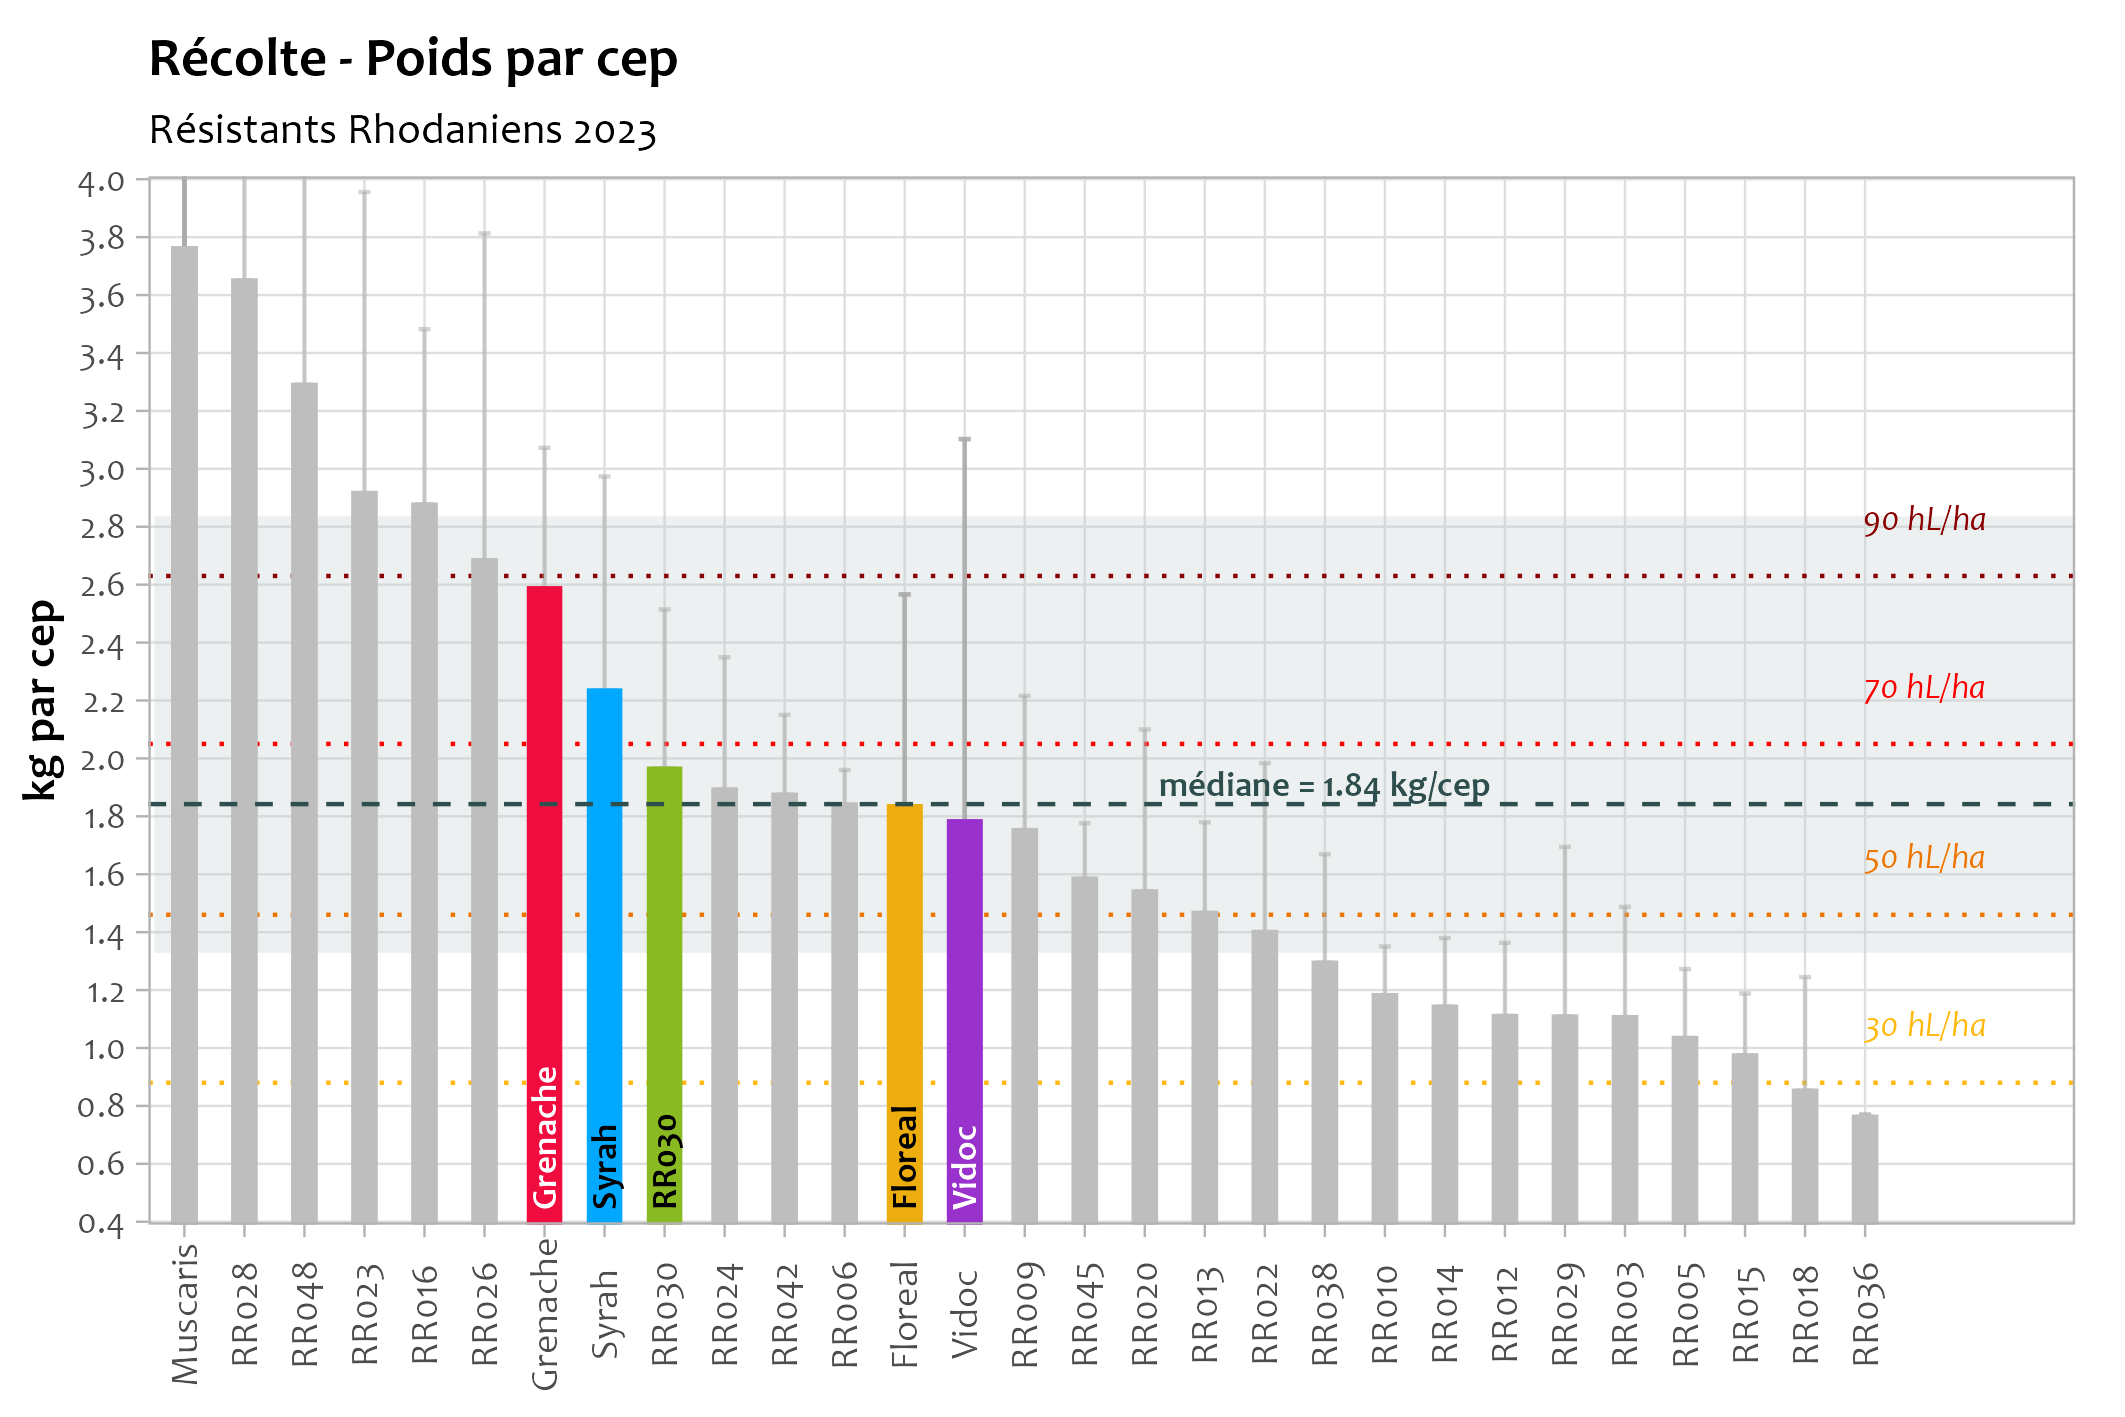 Récolte - Poids par cep
Résistants Rhodaniens 2023
kg par cep
4.0
3.8
3.6
3.4
3.2
3.0
2.8
2.6
2.4
2.2
2.0
1.8
1.6
1.4
1.2
1.0
0.8
0.6
0.4
90 hL/ha
70 hL/ha
médiane = 1.84 kg/cep
50 hL/ha
30 hL/ha
Grenache
Syrah
RR030
Floreal
Vidoc
Muscaris
RR028
RR048
RR023
RR016
RR026
Grenache
Syrah
RR030
RR024
RR042
RR006
Floreal
Vidoc
RR009
RR045
RR020
RR013
RR022
RR038
RR010
RR014
RR012
RR029
RR003
RR005
RR015
RR018
RR036